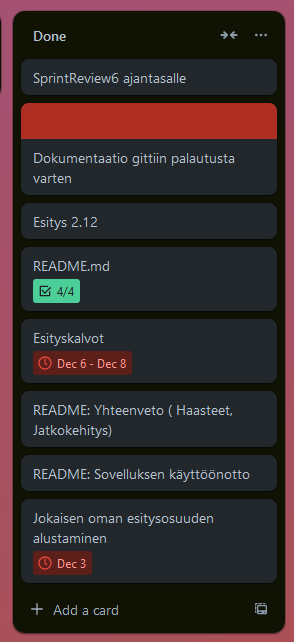 Done
SprintReview6 ajantasalle
Dokumentaatio gittiin palautusta
varten
Esitys 2.12
README.md
4/4
Esityskalvot
Dec 6 - Dec 8
README: Yhteenveto ( Haasteet,
Jatkokehitys)
README: Sovelluksen käyttöönotto
Jokaisen oman esitysosuuden
alustaminen
Dec 3
Add a card